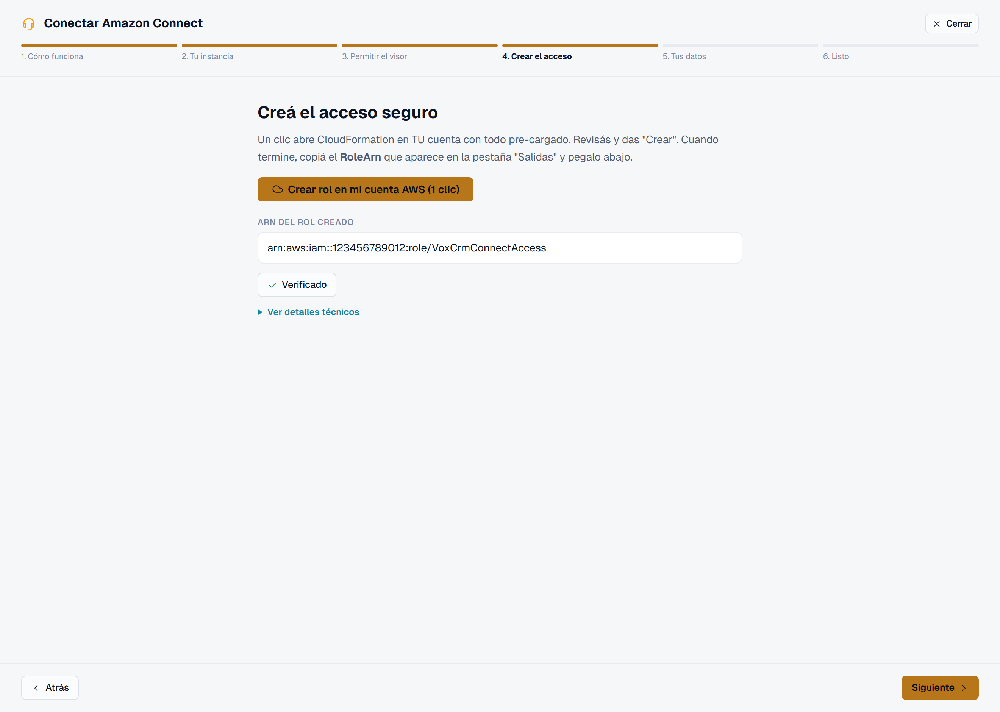 Conectar Amazon Connect
Cerrar
1. Cómo funciona
2. Tu instancia
3. Permitir el visor
4. Crear el acceso
5. Tus datos
6. Listo
Creá el acceso seguro
Un clic abre CloudFormation en TU cuenta con todo pre-cargado. Revisás y das "Crear". Cuando
termine, copiá el RoleArn que aparece en la pestaña "Salidas" y pegalo abajo.
Crear rol en mi cuenta AWS (1 clic)
ARN DEL ROL CREADO
arn:aws:iam::123456789012:role/VoxCrmConnectAccess
Verificado
Ver detalles técnicos
Atrás
Siguiente